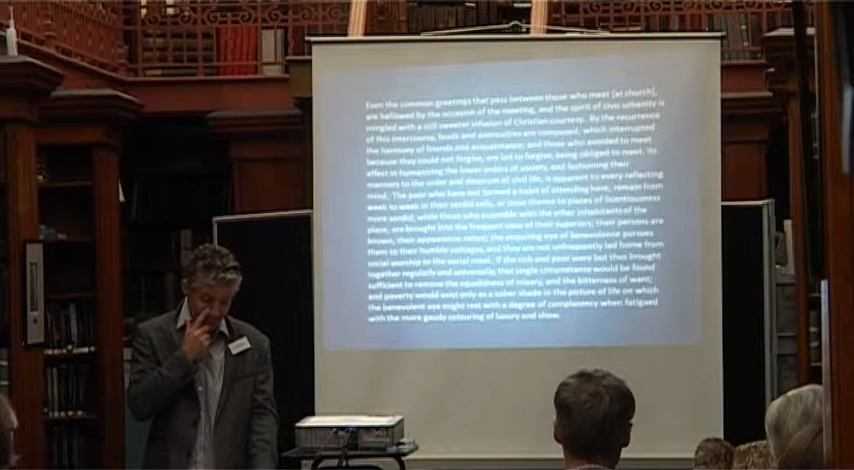 Even the common greetings that pass between those who meet [at church],
are hallowed by the occasion of the meeting, and the spirit of civic urbanity is
mingled with a still sweeter infusion of Christian courtesy. By the recurrence
of this intercourse, feuds and animosities are composed, which interrupted
the harmony of friends and acquaintance; and those who avoided to meet
because they could not forgive, are led to forgive, being obliged to meet. Its
effect in humanizing the lower orders of society, and fashioning their
manners to the order and decorum of civil life, is apparent to every reflecting
mind. The poor who have not formed a habit of attending here, remain from
week to week in their sordid cells, or issue thence to places of licentiousness
more sordid; while those who assemble with the other inhabitants of the
place, are brought into the frequent view of their superiors; their persons are
known, their appearance noted; the enquiring eye of benevolence pursues
them to their humble cottages, and they are not unfrequently led home from
social worship to the social meal. If the rich and poor were but thus brought
together regularly and universally, that single circumstance would be found
sufficient to remove the squalidness of misery, and the bitterness of want;
and poverty would exist only as a sober shade in the picture of life on which
the benevolent eye might rest with a degree of complacency when fatigued
with the more gaudy colouring of luxury and show.